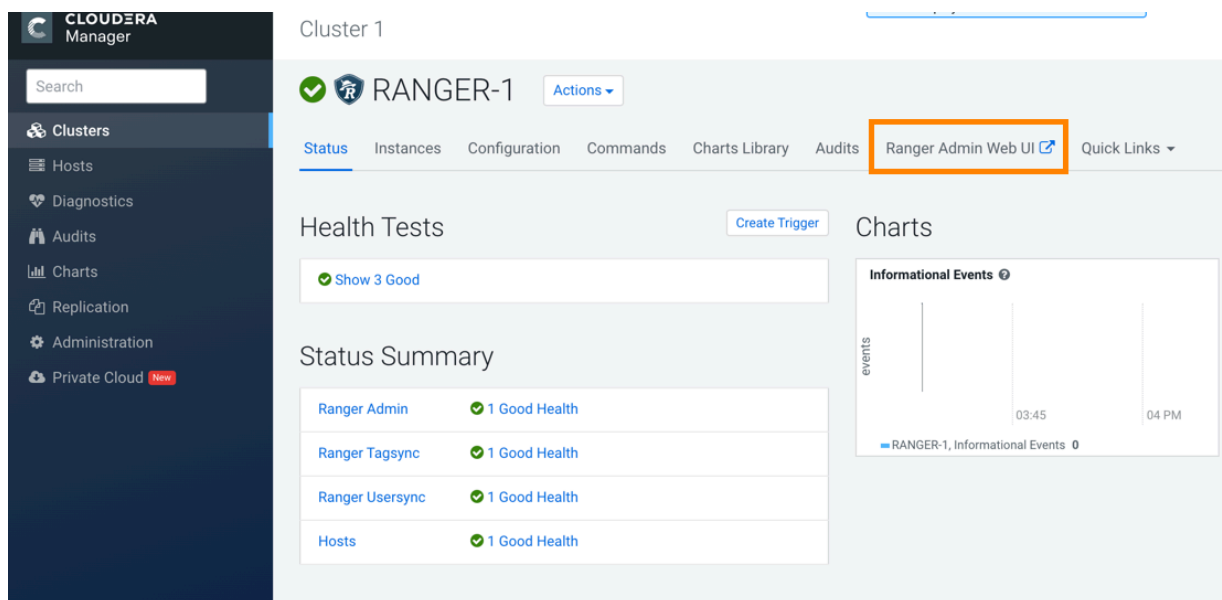 CLOUDERA
Manager
Search
Clusters
Hosts
Diagnostics
Audits
Charts
Replication
Administration
Private Cloud New
Cluster 1
RANGER-1 Actions
Status Instances Configuration Commands Charts Library Audits Ranger Admin Web UI Quick Links
Health Tests Create Trigger
Show 3 Good
Status Summary
Ranger Admin 1 Good Health
Ranger Tagsync 1 Good Health
Ranger Usersync 1 Good Health
Hosts 1 Good Health
Charts
Informational Events
events
03:45 04 PM
RANGER-1, Informational Events 0